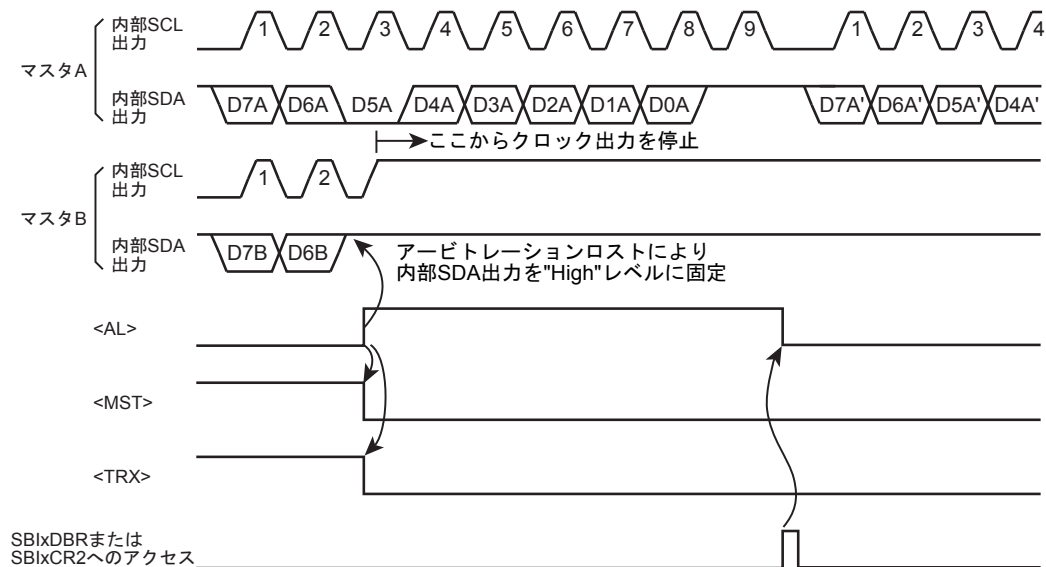 マスタA
内部SCL
出力
1 2 3 4 5 6 7 8 9 1 2 3 4
内部SDA
出力
D7A D6A D5A D4A D3A D2A D1A D0A D7A' D6A' D5A' D4A'
ここからクロック出力を停止
マスタB
内部SCL
出力
1 2
内部SDA
出力
D7B D6B
アービトレーションロストにより
内部SDA出力を"High"レベルに固定
<AL>
<MST>
<TRX>
SBIxDBRまたは
SBIxCR2へのアクセス